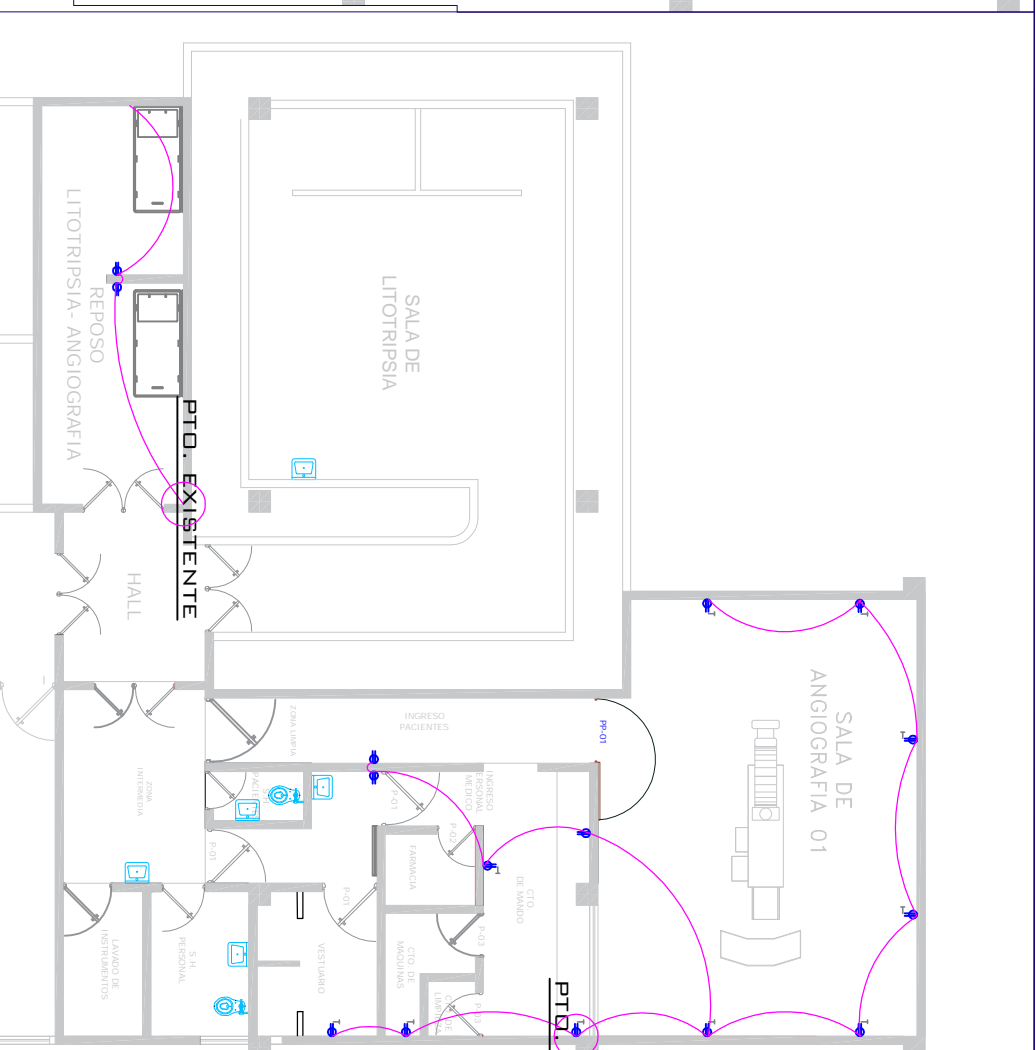 LITOTRIPSIA- ANGIOGRAFIA
REPOSO
SALA DE
LITOTRIPSIA
PTO. EXISTENTE
HALL
ZONA LIMPIA
INGRESO
PACIENTES
PP-01
SALA DE
ANGIOGRAFIA 01
ZONA
INTERMEDIA
S.H.
P-01
INGRESO
MEDICO
P-02
P-01
FARMACIA
P-01
CTO.
DE MANDO
LAVADO DE
INSTRUMENTOS
S.H.
PERSONAL
VESTUARIO
CTO. DE
MAQUINAS
P-03
PTO.
T
T
T
T
T
T
T
T
T
T